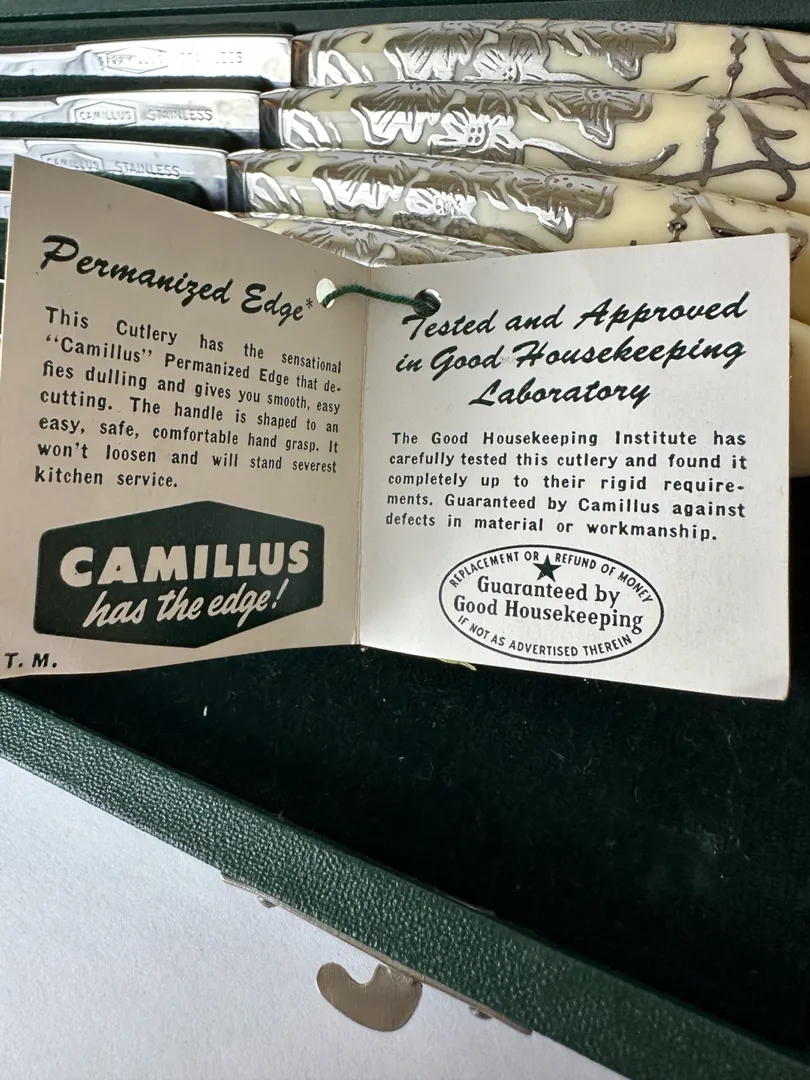 STAINLESS
CAMILLUS STAINLESS
CAMILLUS STAINLESS
Permanized Edge*
This Cutlery has the sensational
“Camillus” Permanized Edge that de-
fies dulling and gives you smooth, easy
cutting. The handle is shaped to an
easy, safe, comfortable hand grasp. It
won't loosen and will stand severest
kitchen service.
CAMILLUS
has the edge!
T. M.
Tested and Approved
in Good Housekeeping
Laboratory
The Good Housekeeping Institute has
carefully tested this cutlery and found it
completely up to their rigid require-
ments. Guaranteed by Camillus against
defects in material or workmanship.
REPLACEMENT OR REFUND OF MONEY
Guaranteed by
Good Housekeeping
IF NOT AS ADVERTISED THEREIN